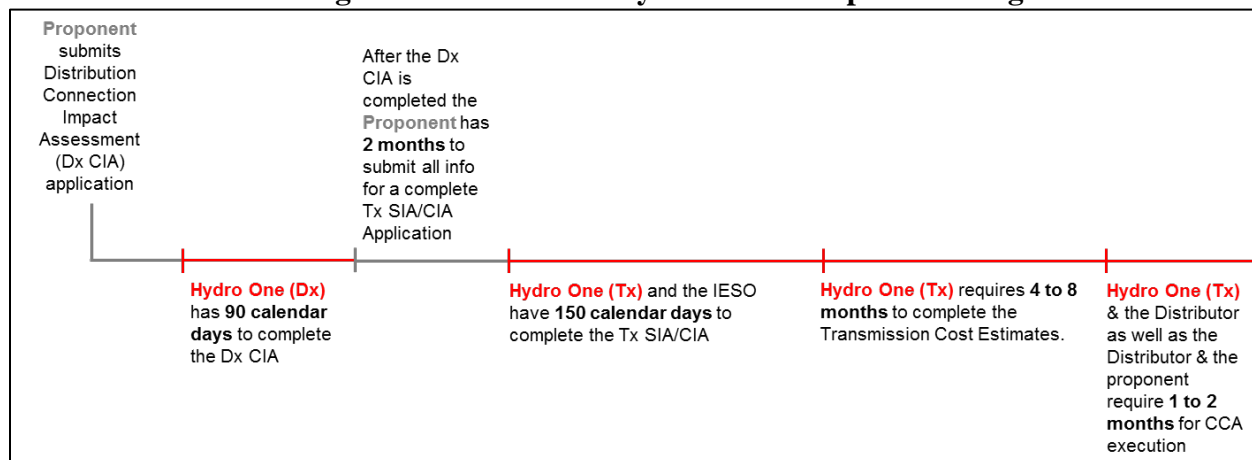 Proponent
submits
Distribution
Connection
Impact
Assessment
(Dx CIA)
application
After the Dx
CIA is
completed the
Proponent has
2 months to
submit all info
for a complete
Tx SIA/CIA
Application
Hydro One (Dx)
has 90 calendar
days to complete
the Dx CIA
Hydro One (Tx) and the IESO
have 150 calendar days to
complete the Tx SIA/CIA
Hydro One (Tx) requires 4 to 8
months to complete the
Transmission Cost Estimates.
Hydro One (Tx)
& the Distributor
as well as the
Distributor & the
proponent
require 1 to 2
months for CCA
execution